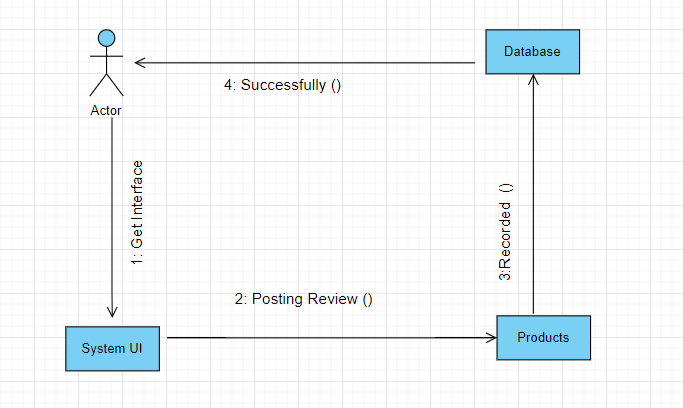 Database
4: Successfully ()
Actor
1: Get Interface
3:Recorded ()
2: Posting Review ()
System UI
Products